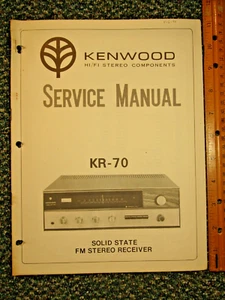 KENWOOD
HI-FI STEREO COMPONENTS
SERVICE MANUAL
KR-70
SOLID STATE
FM STEREO RECEIVER